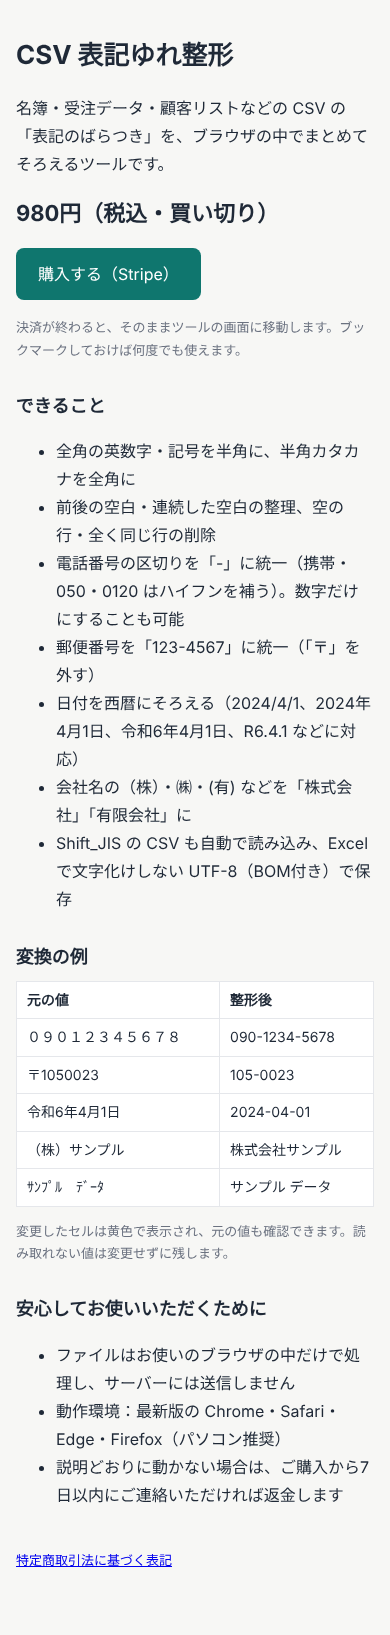 CSV 表記ゆれ整形
名簿・受注データ・顧客リストなどの CSV の
「表記のばらつき」を、ブラウザの中でまとめて
そろえるツールです。
980円（税込・買い切り）
購入する（Stripe）
決済が終わると、そのままツールの画面に移動します。ブッ
クマークしておけば何度でも使えます。
できること
• 全角の英数字・記号を半角に、半角カタカ
ナを全角に
• 前後の空白・連続した空白の整理、空の
行・全く同じ行の削除
• 電話番号の区切りを「-」に統一（携帯・
050・0120 はハイフンを補う）。数字だけ
にすることも可能
• 郵便番号を「123-4567」に統一（「〒」を
外す）
• 日付を西暦にそろえる（2024/4/1、2024年
4月1日、令和6年4月1日、R6.4.1 などに対
応）
• 会社名の（株）・㈱・(有) などを「株式会
社」「有限会社」に
• Shift_JIS の CSV も自動で読み込み、Excel
で文字化けしない UTF-8（BOM付き）で保
存
変換の例
元の値 整形後
０９０１２３４５６７８ 090-1234-5678
〒1050023 105-0023
令和6年4月1日 2024-04-01
（株）サンプル 株式会社サンプル
ｻﾝﾌﾟﾙ　ﾃﾞｰﾀ サンプル データ
変更したセルは黄色で表示され、元の値も確認できます。読
み取れない値は変更せずに残します。
安心してお使いいただくために
• ファイルはお使いのブラウザの中だけで処
理し、サーバーには送信しません
• 動作環境：最新版の Chrome・Safari・
Edge・Firefox（パソコン推奨）
• 説明どおりに動かない場合は、ご購入から7
日以内にご連絡いただければ返金します
特定商取引法に基づく表記